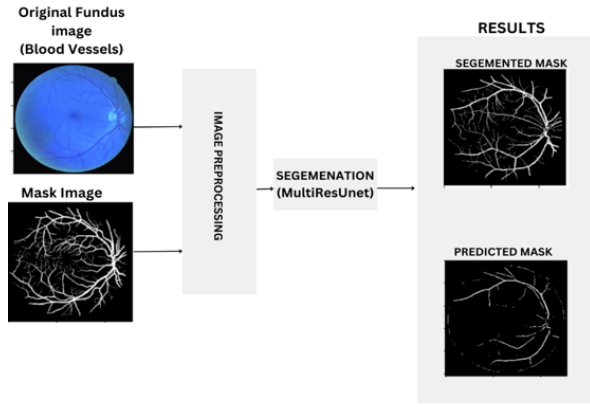 Original Fundus
image
(Blood Vessels)
Mask Image
IMAGE PREPROCESSING
SEGEMENATION
(MultiResUnet)
RESULTS
SEGEMENTED MASK
PREDICTED MASK